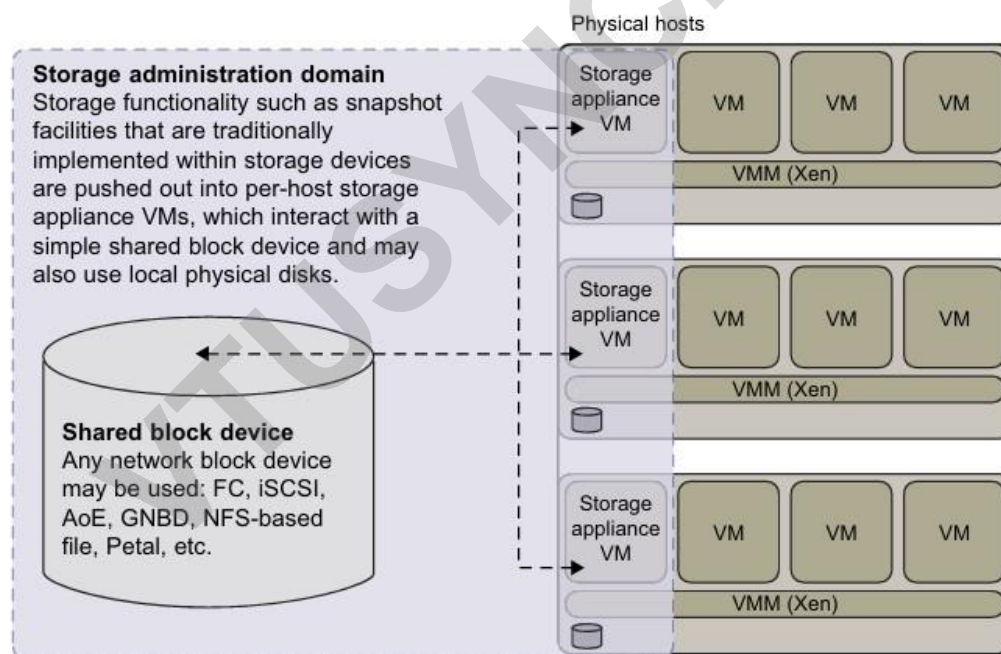 Physical hosts
Storage administration domain
Storage functionality such as snapshot
facilities that are traditionally
implemented within storage devices
are pushed out into per-host storage
appliance VMs, which interact with a
simple shared block device and may
also use local physical disks.
Shared block device
Any network block device
may be used: FC, iSCSI,
AoE, GNBD, NFS-based
file, Petal, etc.
Storage
appliance
VM
VM
VM
VM
VMM (Xen)
Storage
appliance
VM
VM
VM
VM
VMM (Xen)
Storage
appliance
VM
VM
VM
VM
VMM (Xen)
VTUSYNC